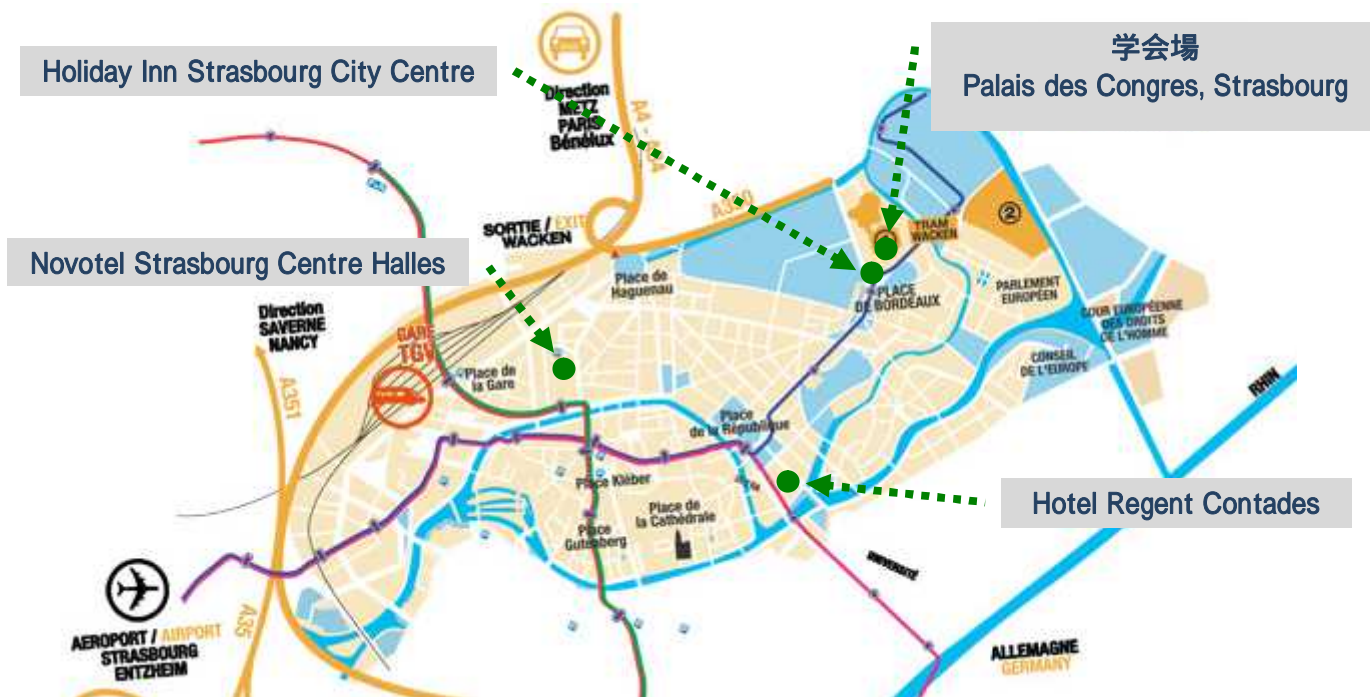 Holiday Inn Strasbourg City Centre
学会場
Palais des Congres, Strasbourg
Direction
METZ
PARIS
Bénélux
A4 -
A350
SORTIE / EXIT
WACKEN
TRAM
WACKEN
②
Novotel Strasbourg Centre Halles
Place de
Haguenau
PLACE
DE BORDEAUX
PARLEMENT
EUROPÉEN
COUR EUROPÉENNE
DES DROITS
DE L'HOMME
CONSEIL
DE L'EUROPE
Direction
SAVERNE
NANCY
GARE
TGV
Place de
la Gare
A351
RHIN
Place
de la République
Place Kléber
Place de
la Cathédrale
Place
Gutenberg
Hotel Regent Contades
UNIVERSITÉ
A35
AEROPORT / AIRPORT
STRASBOURG
ENTZHEIM
ALLEMAGNE
GERMANY